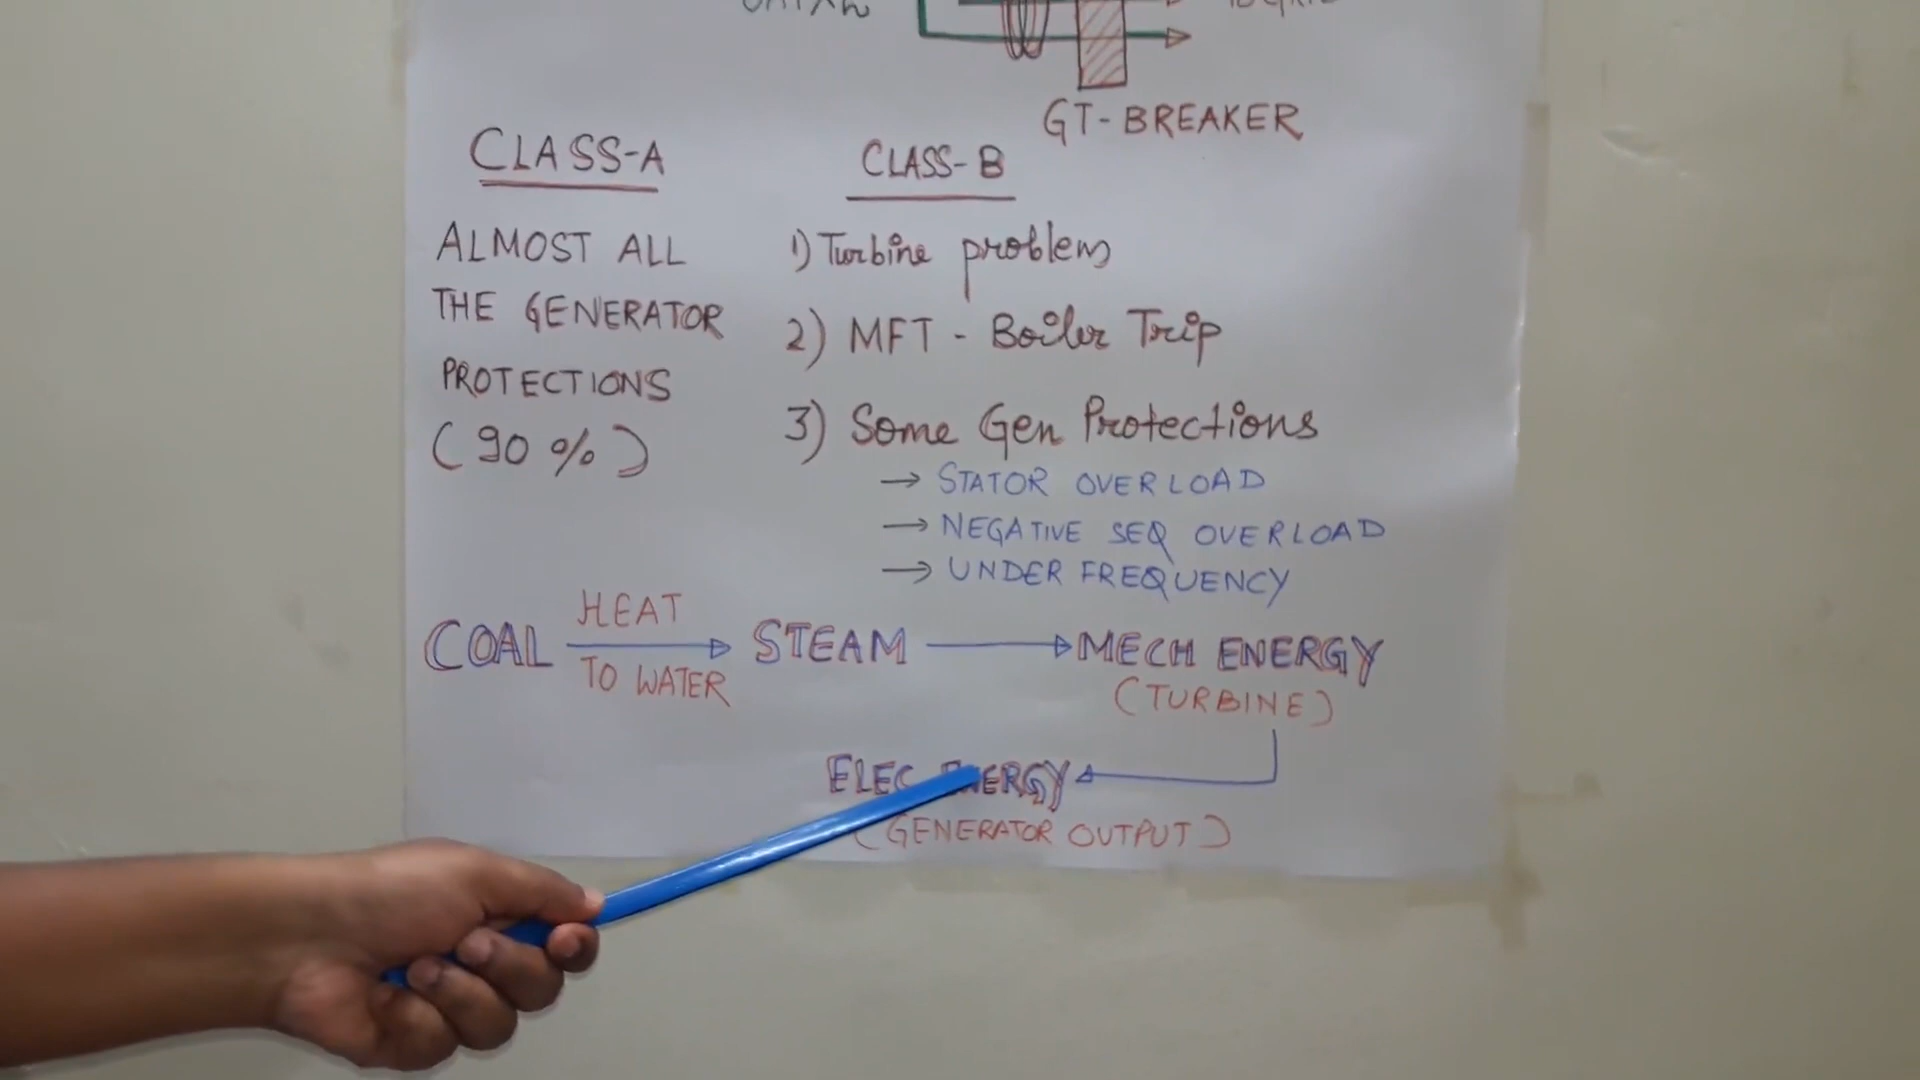 GT-BREAKER
CLASS-A
ALMOST ALL
THE GENERATOR
PROTECTIONS
(90%)
CLASS-B
1) Turbine problem
2) MFT - Boiler Trip
3) Some Gen Protections
→ STATOR OVERLOAD
→ NEGATIVE SEQ OVERLOAD
→ UNDER FREQUENCY
COAL HEAT TO WATER STEAM MECH ENERGY
(TURBINE)
ELEC ENERGY
(GENERATOR OUTPUT)